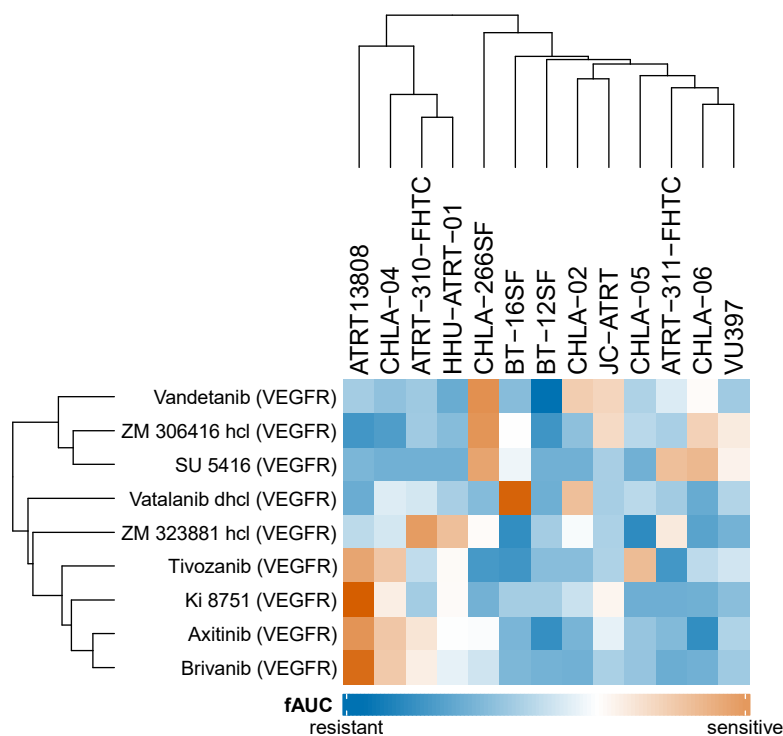 ATRT13808
CHLA−04
ATRT−310−FHTC
HHU−ATRT−01
CHLA−266SF
BT−16SF
BT−12SF
CHLA−02
JC−ATRT
CHLA−05
ATRT−311−FHTC
CHLA−06
VU397
Vandetanib (VEGFR)
ZM 306416 hcl (VEGFR)
SU 5416 (VEGFR)
Vatalanib dhcl (VEGFR)
ZM 323881 hcl (VEGFR)
Tivozanib (VEGFR)
Ki 8751 (VEGFR)
Axitinib (VEGFR)
Brivanib (VEGFR)
fAUC
resistant sensitive